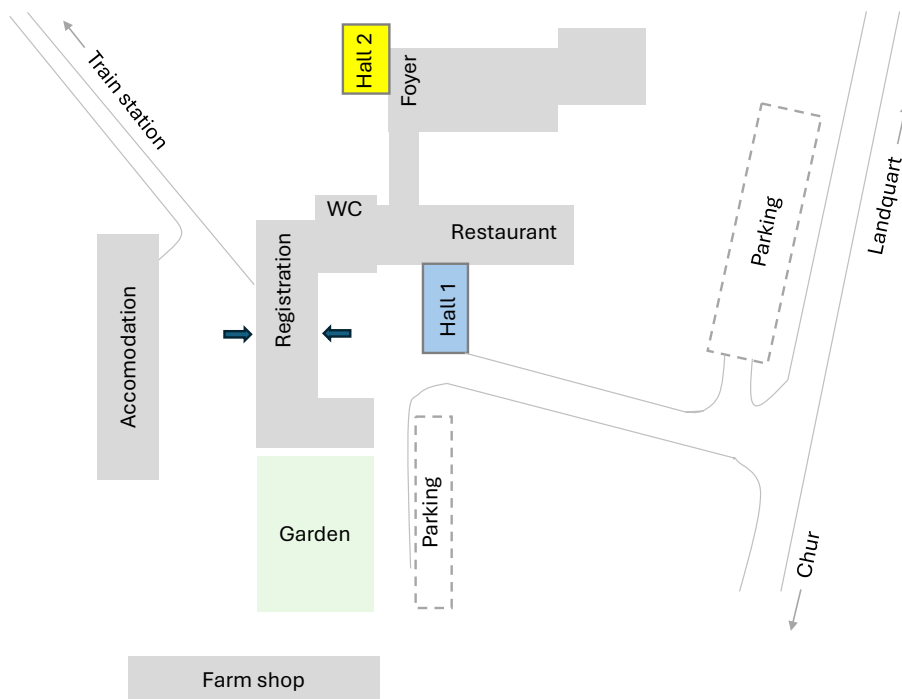 Hall 2
Foyer
Train station
WC
Restaurant
Registration
Hall 1
Accomodation
Parking
Landquart
Parking
Garden
Chur
Farm shop